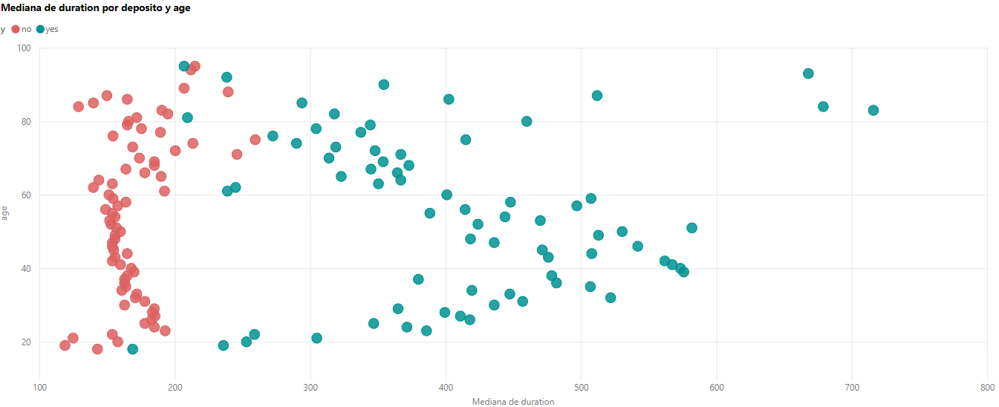 Mediana de duration por deposito y age
y no yes
100
80
60
40
20
age
100 200 300 400 500 600 700 800
Mediana de duration